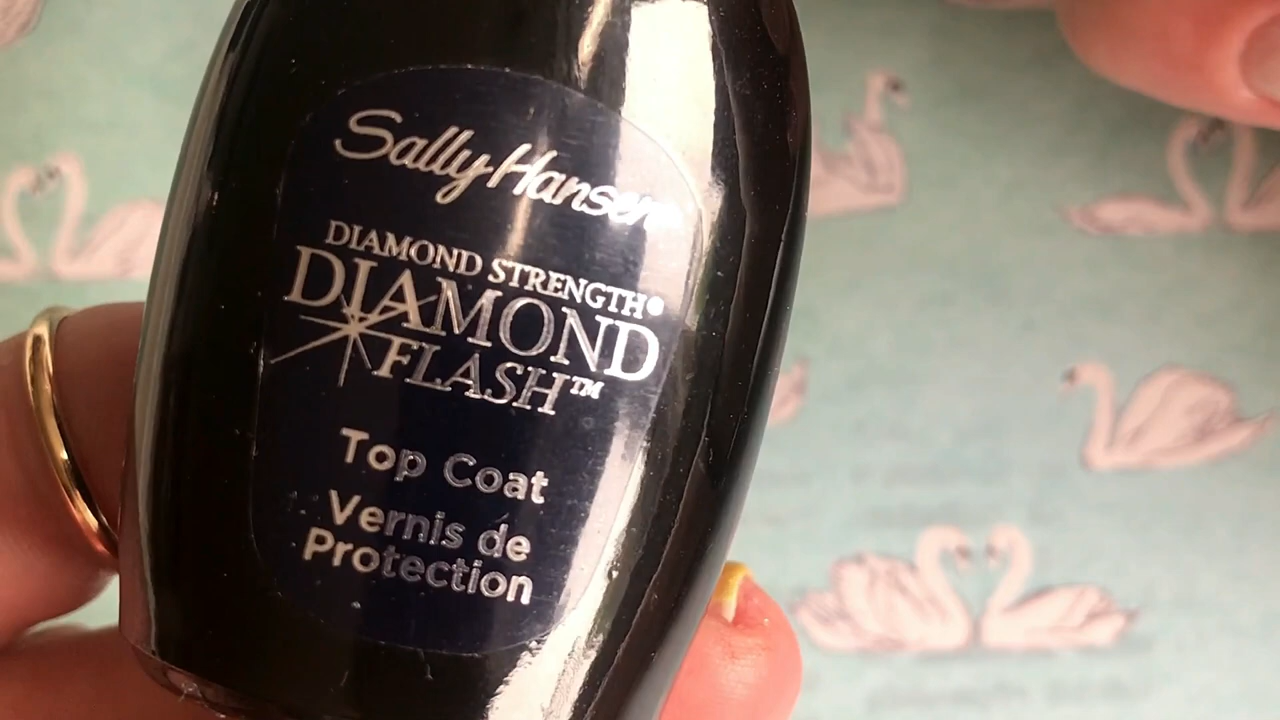 Sally Hansen
DIAMOND STRENGTH®
DIAMOND
FLASH™
Top Coat
Vernis de
Protection